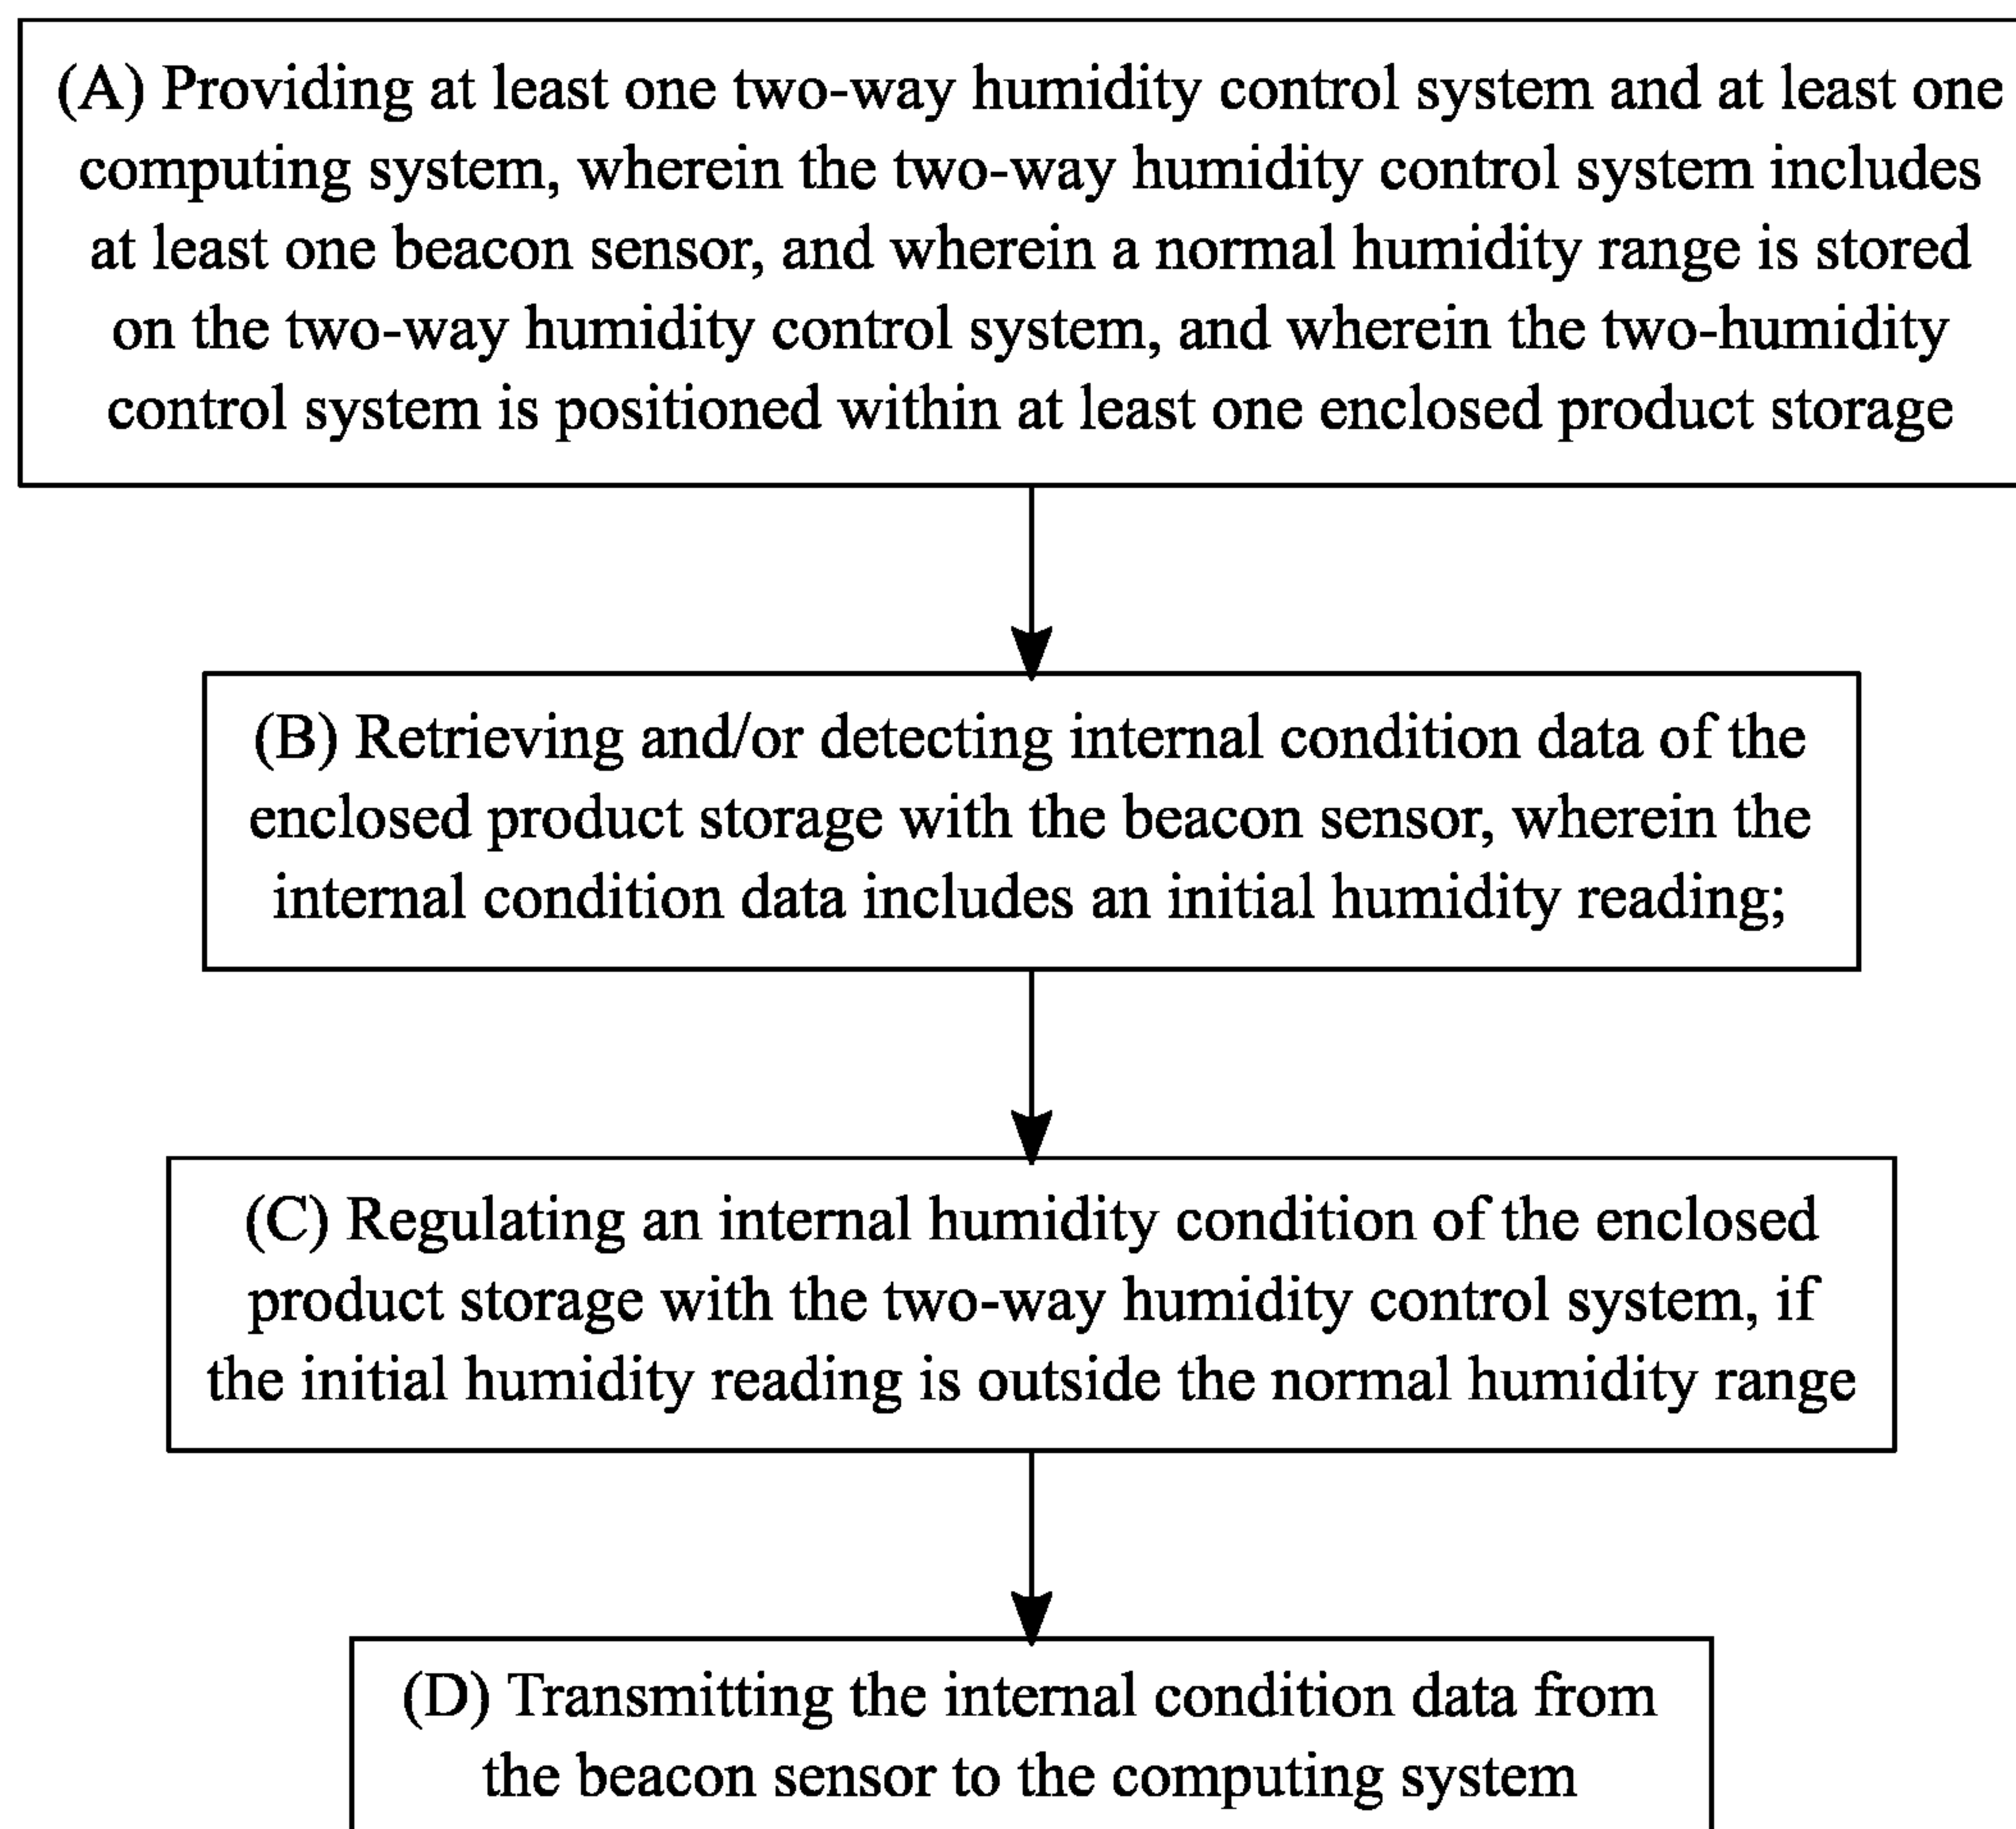 (A) Providing at least one two-way humidity control system and at least one
computing system, wherein the two-way humidity control system includes
at least one beacon sensor, and wherein a normal humidity range is stored
on the two-way humidity control system, and wherein the two-humidity
control system is positioned within at least one enclosed product storage
(B) Retrieving and/or detecting internal condition data of the
enclosed product storage with the beacon sensor, wherein the
internal condition data includes an initial humidity reading;
(C) Regulating an internal humidity condition of the enclosed
product storage with the two-way humidity control system, if
the initial humidity reading is outside the normal humidity range
(D) Transmitting the internal condition data from
the beacon sensor to the computing system